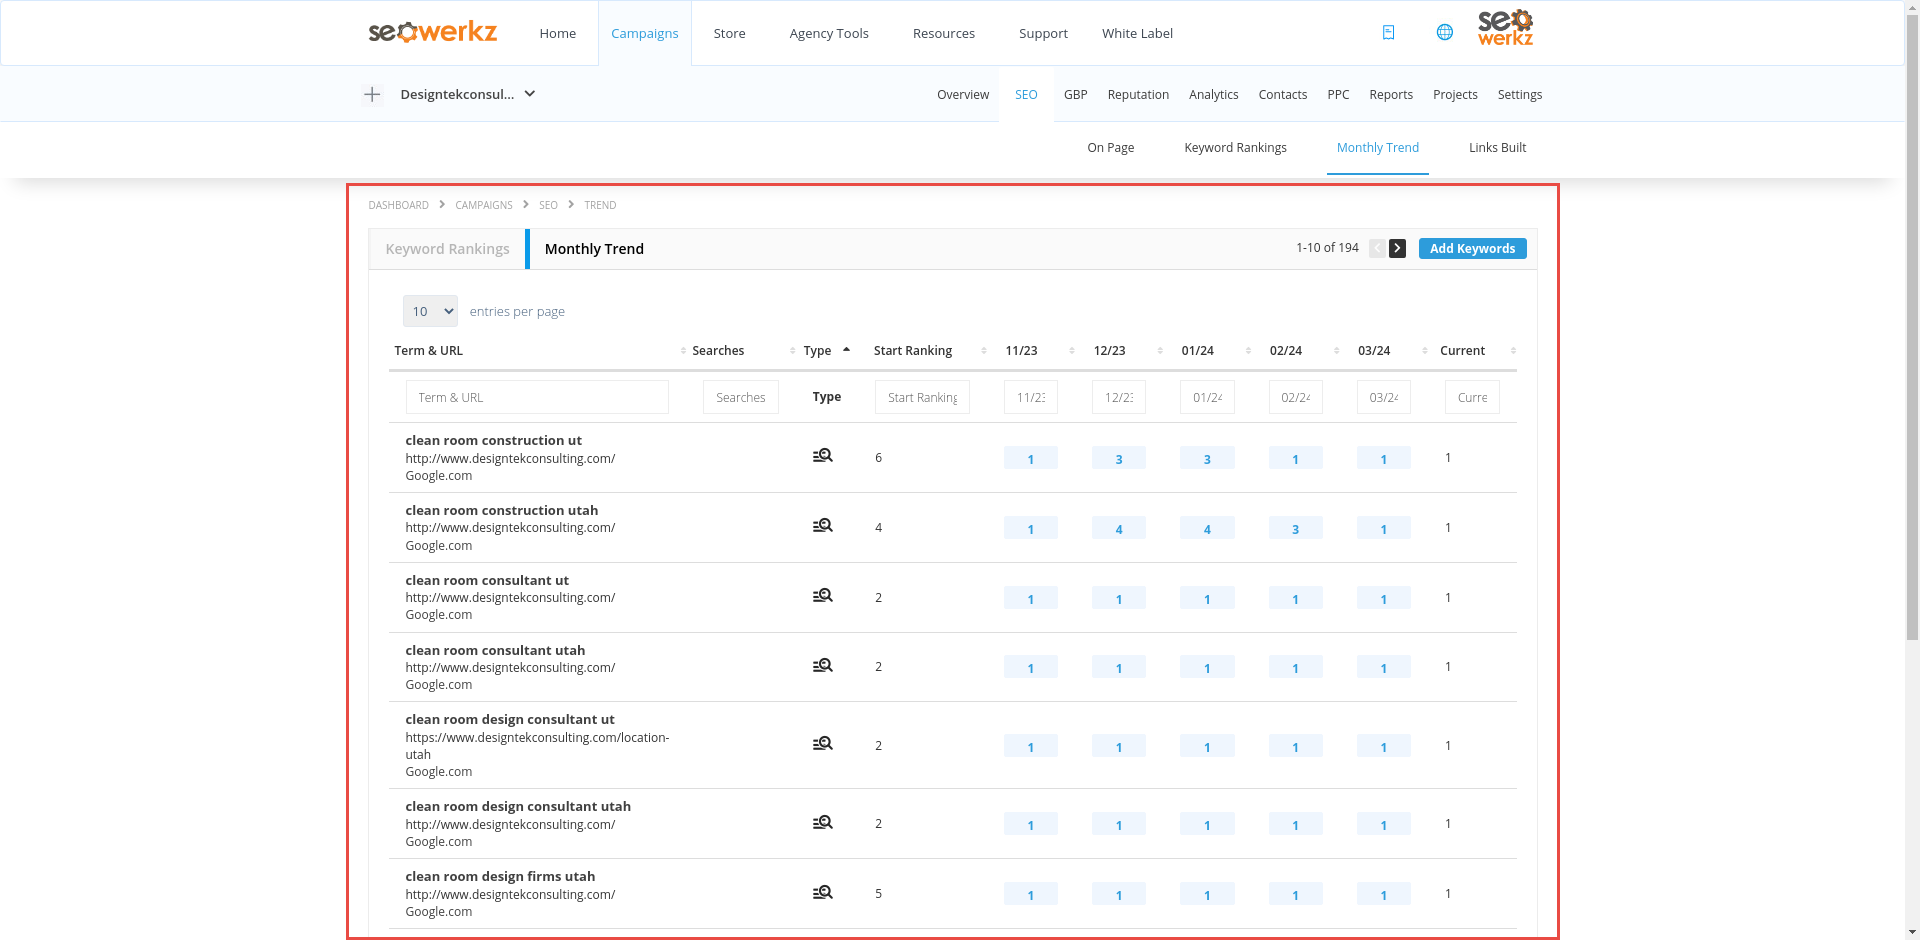 seowerkz
Home
Campaigns
Store
Agency Tools
Resources
Support
White Label
seo
werkz
Designtekconsul...
Overview
SEO
GBP
Reputation
Analytics
Contacts
PPC
Reports
Projects
Settings
On Page
Keyword Rankings
Monthly Trend
Links Built
DASHBOARD > CAMPAIGNS > SEO > TREND
Keyword Rankings
Monthly Trend
1-10 of 194
Add Keywords
10 entries per page
Term & URL Searches Type Start Ranking 11/23 12/23 01/24 02/24 03/24 Current
Term & URL Searches Type Start Ranking 11/23 12/23 01/24 02/24 03/24 Curre
clean room construction ut
http://www.designtekconsulting.com/
Google.com
6 1 3 3 1 1 1
clean room construction utah
http://www.designtekconsulting.com/
Google.com
4 1 4 4 3 1 1
clean room consultant ut
http://www.designtekconsulting.com/
Google.com
2 1 1 1 1 1 1
clean room consultant utah
http://www.designtekconsulting.com/
Google.com
2 1 1 1 1 1 1
clean room design consultant ut
https://www.designtekconsulting.com/location-
utah
Google.com
2 1 1 1 1 1 1
clean room design consultant utah
http://www.designtekconsulting.com/
Google.com
2 1 1 1 1 1 1
clean room design firms utah
http://www.designtekconsulting.com/
Google.com
5 1 1 1 1 1 1